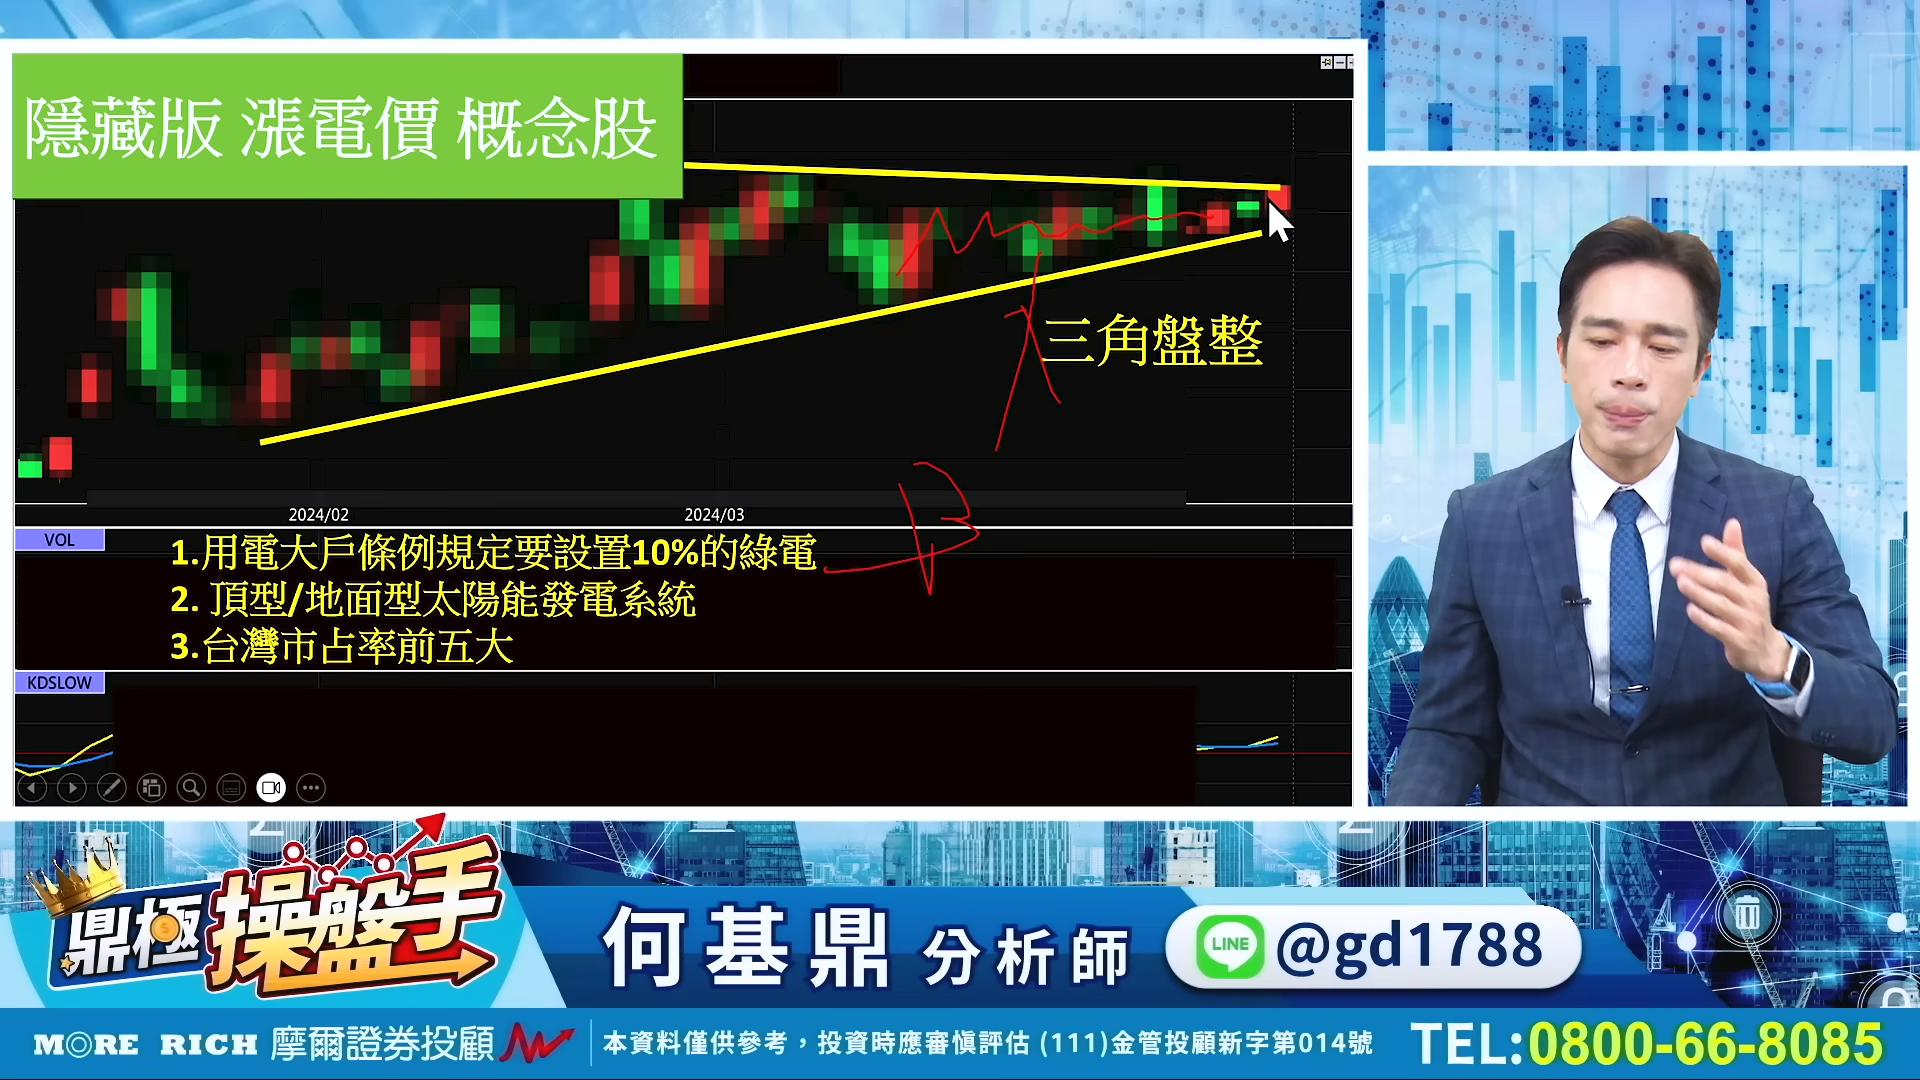 隱藏版 漲電價 概念股
三角盤整
2024/02
2024/03
VOL
1.用電大戶條例規定要設置10%的綠電
2. 頂型/地面型太陽能發電系統
3.台灣市占率前五大
KDSLOW
鼎極操盤手
何基鼎 分析師
LINE
@gd1788
MORE RICH 摩爾證券投顧
本資料僅供參考，投資時應審慎評估 (111)金管投顧新字第014號
TEL:0800-66-8085